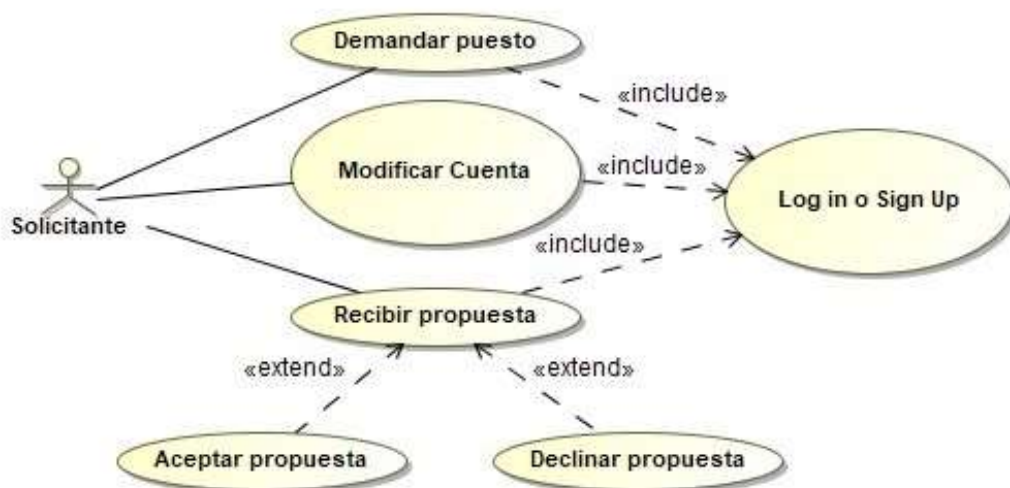 Demandar puesto
«include»
Modificar Cuenta
«include»
Log in o Sign Up
Solicitante
«include»
Recibir propuesta
«extend»
«extend»
Aceptar propuesta
Declinar propuesta